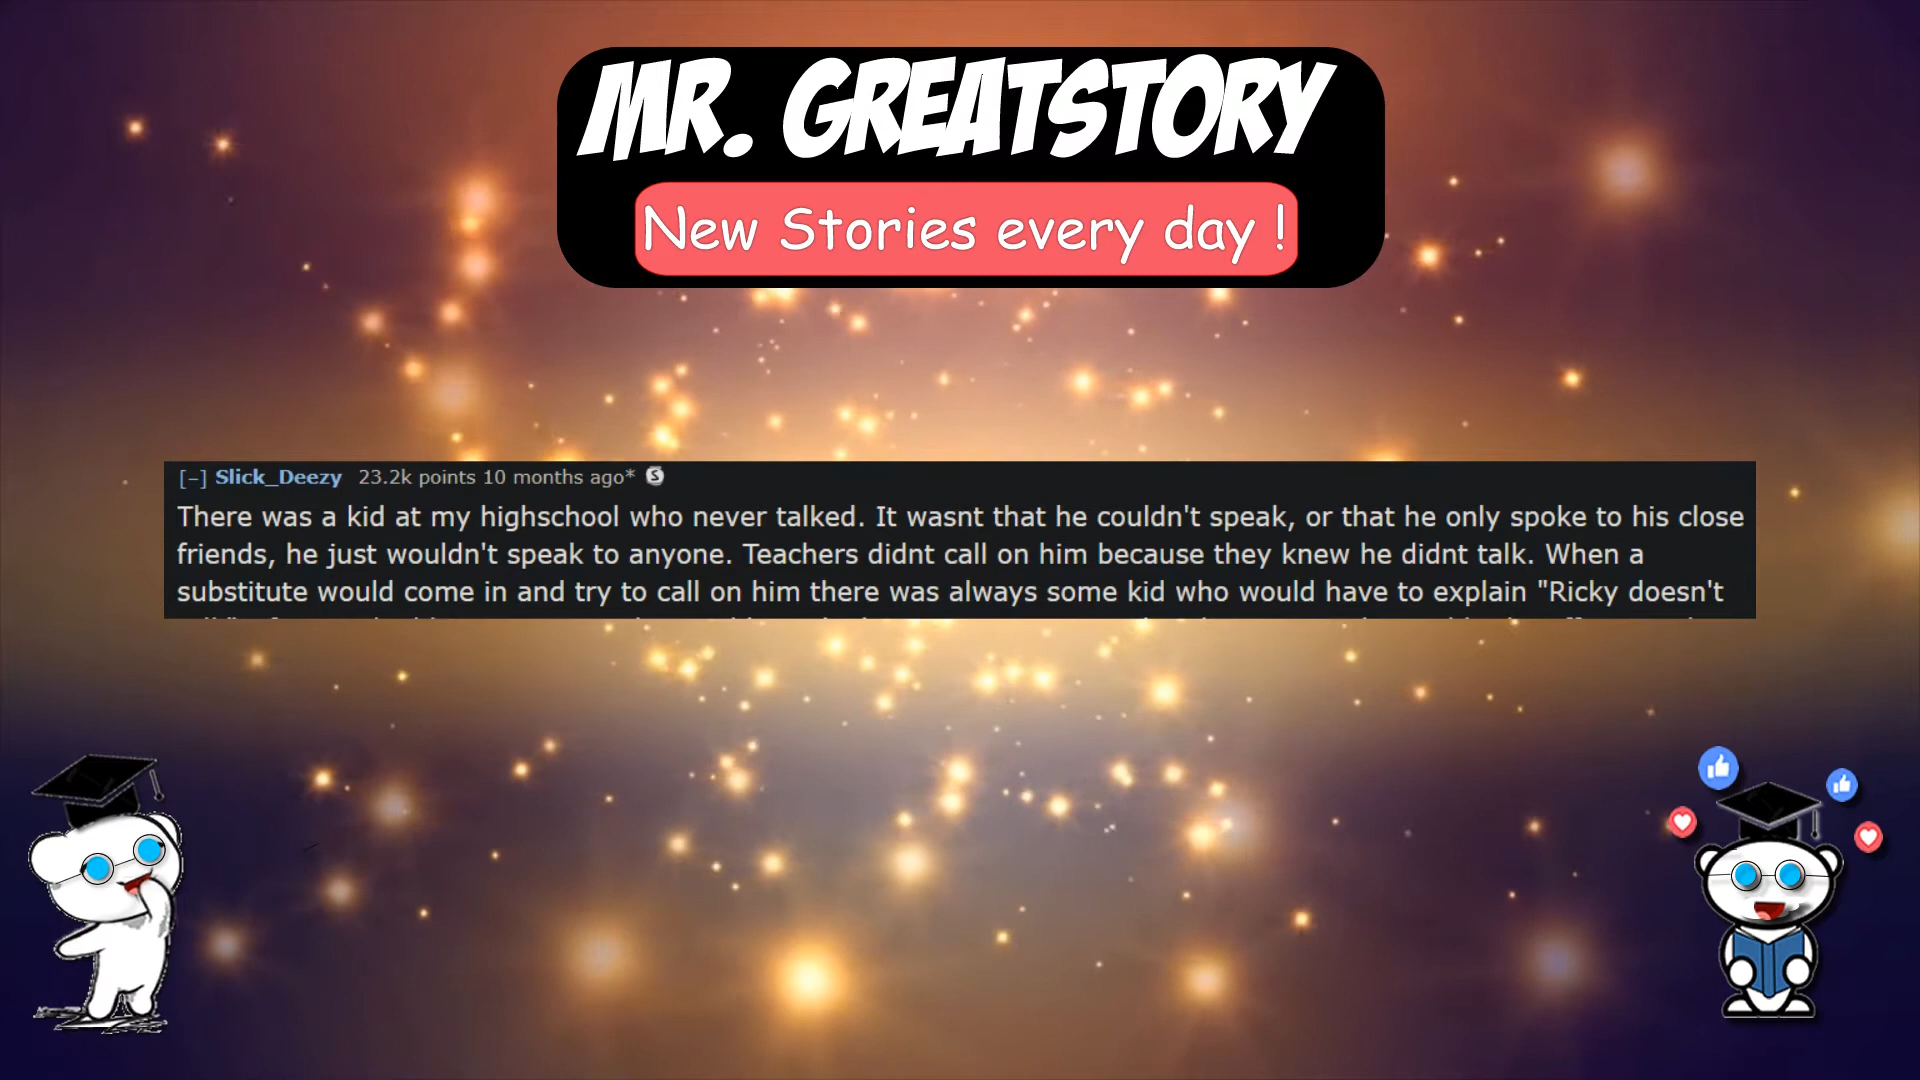 MR. GREATSTORY
New Stories every day !
[–] Slick_Deezy 23.2k points 10 months ago* S
There was a kid at my highschool who never talked. It wasnt that he couldn't speak, or that he only spoke to his close
friends, he just wouldn't speak to anyone. Teachers didnt call on him because they knew he didnt talk. When a
substitute would come in and try to call on him there was always some kid who would have to explain "Ricky doesn't